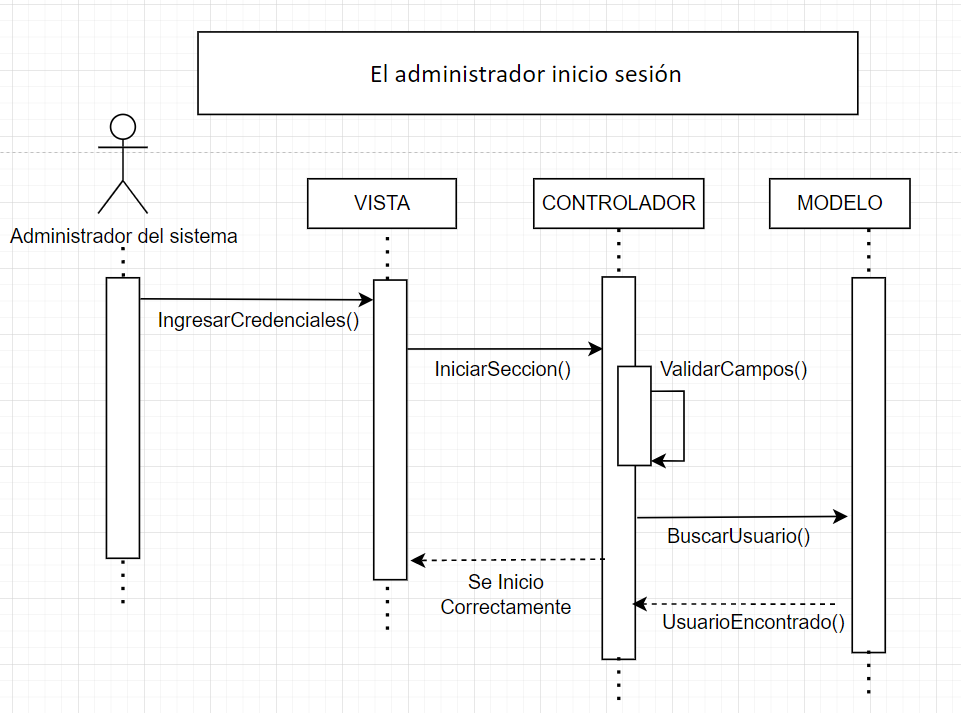 El administrador inicio sesión
Administrador del sistema
VISTA
CONTROLADOR
MODELO
IngresarCredenciales()
IniciarSeccion()
ValidarCampos()
BuscarUsuario()
Se Inicio
Correctamente
UsuarioEncontrado()